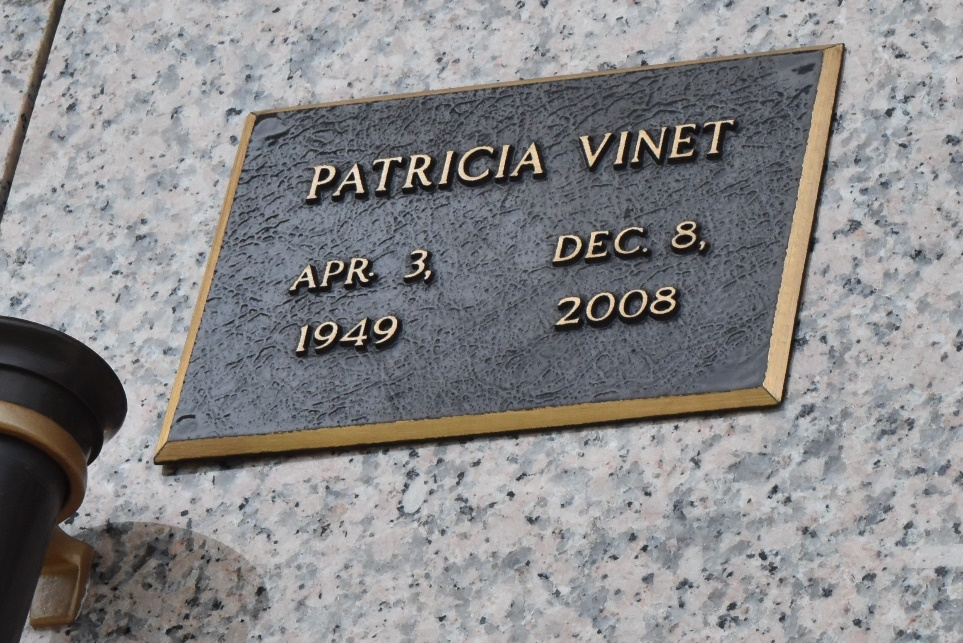 PATRICIA VINET
APR. 3, DEC. 8,
1949 2008